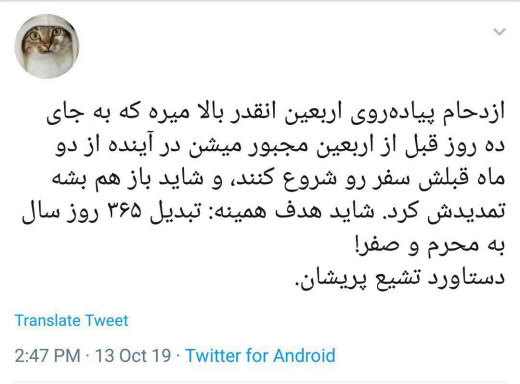 ازدحام پیاده‌روی اربعین انقدر بالا میره که به جای
ده روز قبل از اربعین مجبور میشن در آینده از دو
ماه قبلش سفر رو شروع کنند، و شاید باز هم بشه
تمدیدش کرد. شاید هدف همینه: تبدیل ۳۶۵ روز سال
به محرم و صفر!
دستاورد تشیع پریشان.
Translate Tweet
2:47 PM · 13 Oct 19 · Twitter for Android